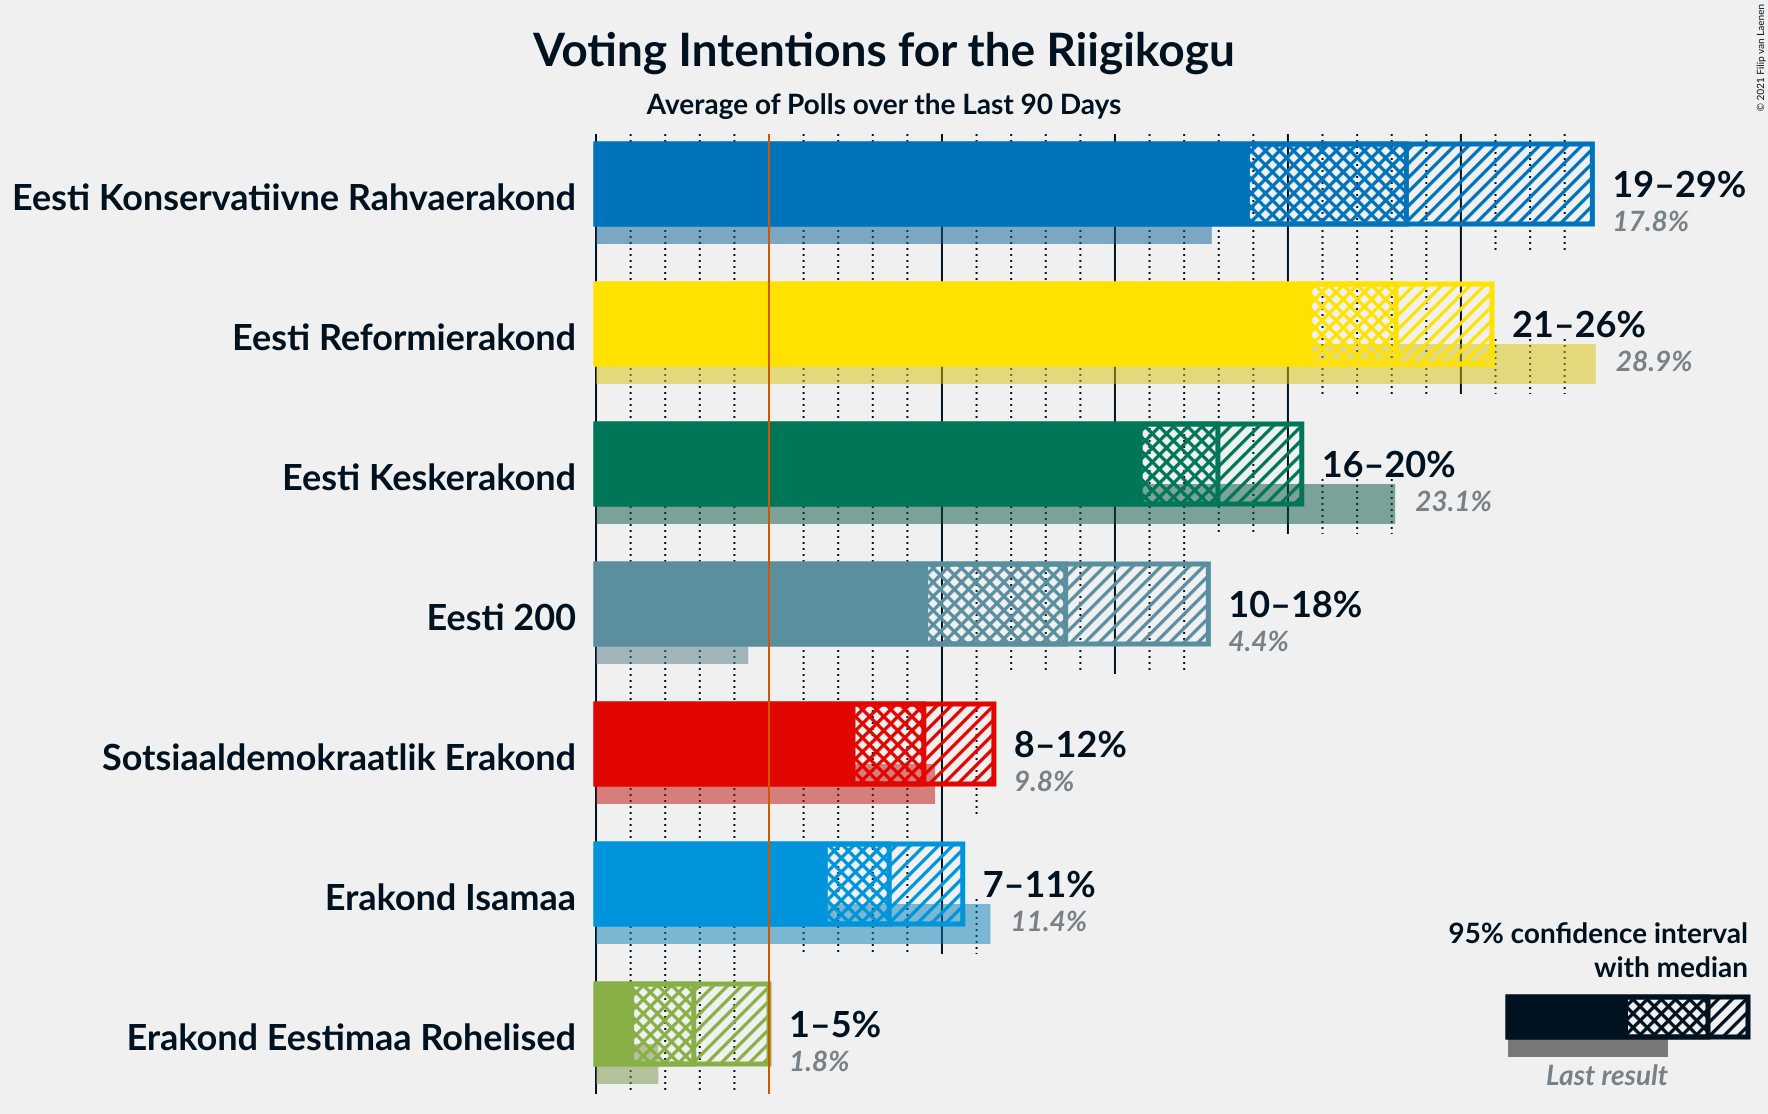 Voting Intentions for the Riigikogu
Average of Polls over the Last 90 Days
© 2021 Filip van Laenen
Eesti Konservatiivne Rahvaerakond
19–29%
17.8%
Eesti Reformierakond
21–26%
28.9%
Eesti Keskerakond
16–20%
23.1%
Eesti 200
10–18%
4.4%
Sotsiaaldemokraatlik Erakond
8–12%
9.8%
Erakond Isamaa
7–11%
11.4%
Erakond Eestimaa Rohelised
1–5%
1.8%
95% confidence interval
with median
Last result